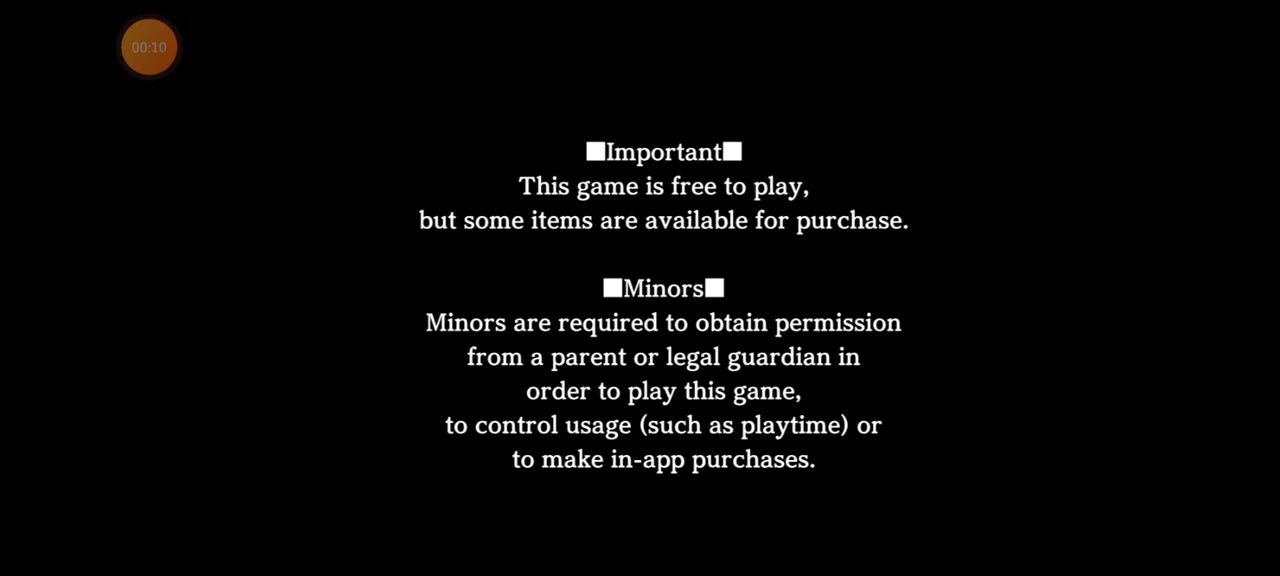 00:10
■Important■
This game is free to play,
but some items are available for purchase.
■Minors■
Minors are required to obtain permission
from a parent or legal guardian in
order to play this game,
to control usage (such as playtime) or
to make in-app purchases.